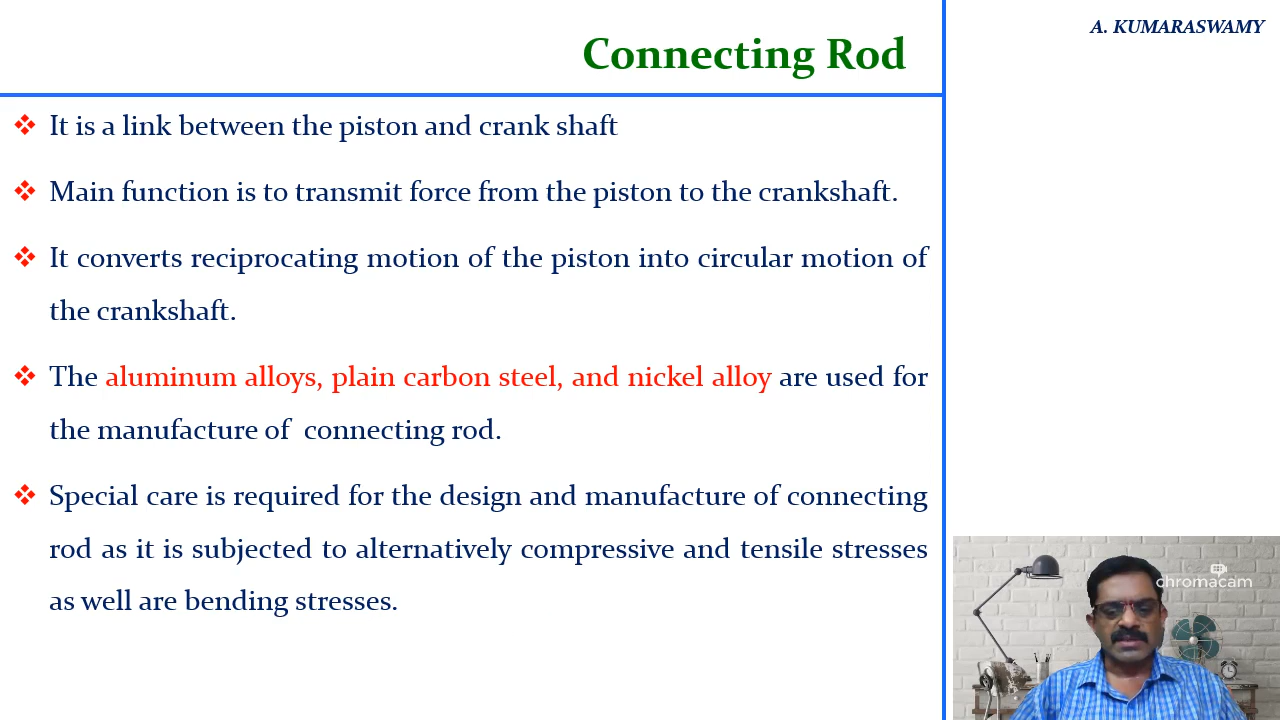 A. KUMARASWAMY
Connecting Rod
❖ It is a link between the piston and crank shaft
❖ Main function is to transmit force from the piston to the crankshaft.
❖ It converts reciprocating motion of the piston into circular motion of
the crankshaft.
❖ The aluminum alloys, plain carbon steel, and nickel alloy are used for
the manufacture of connecting rod.
❖ Special care is required for the design and manufacture of connecting
rod as it is subjected to alternatively compressive and tensile stresses
as well are bending stresses.
chromacam